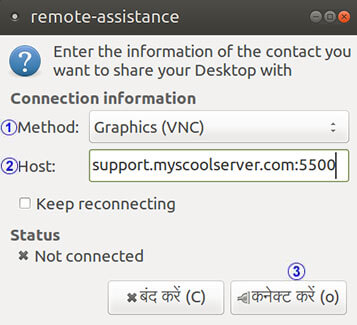 remote-assistance
Enter the information of the contact you
want to share your Desktop with
Connection information
1 Method: Graphics (VNC)
2 Host: support.myscoolserver.com:5500
Keep reconnecting
Status
Not connected
3
बंद करें (C) कनेक्ट करें (o)